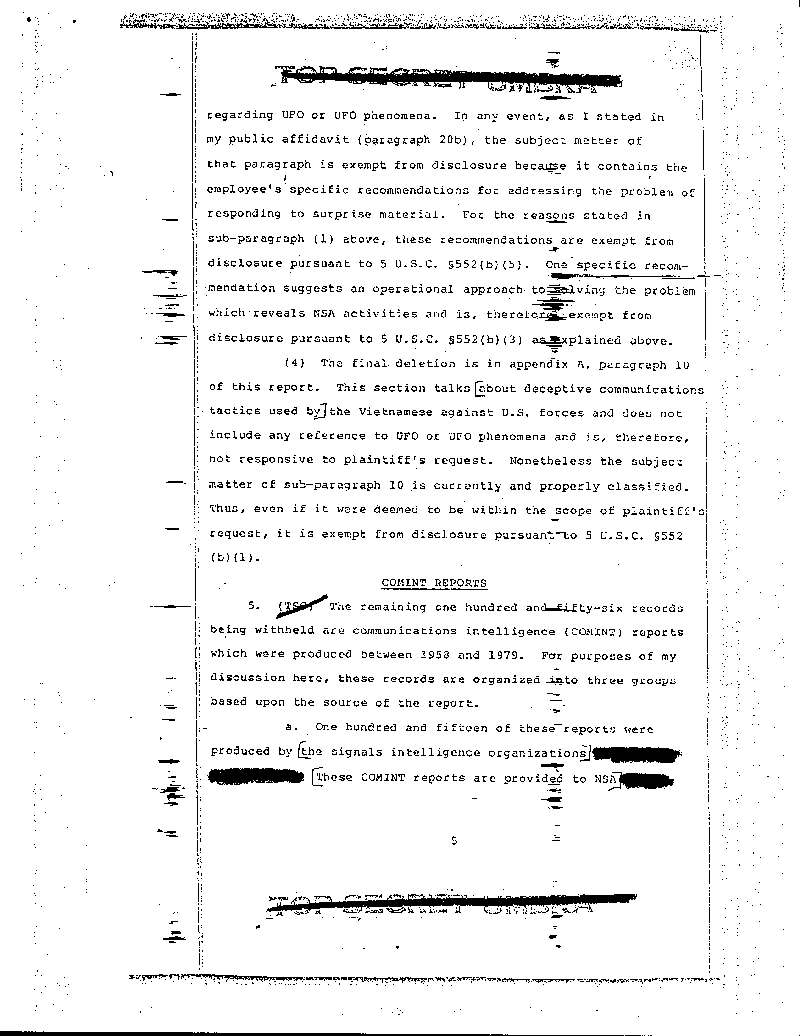 TOP SECRET UMBRA
regarding UFO or UFO phenomena. In any event, as I stated in
my public affidavit (paragraph 20b), the subject matter of
that paragraph is exempt from disclosure because it contains the
employee's specific recommendations for addressing the problem of
responding to surprise material. For the reasons stated in
sub-paragraph (1) above, these recommendations are exempt from
disclosure pursuant to 5 U.S.C. §552(b)(5). One specific recom-
mendation suggests an operational approach to solving the problem
which reveals NSA activities and is, therefore exempt from
disclosure pursuant to 5 U.S.C. §552(b)(3) as explained above.
(4) The final deletion is in appendix A, paragraph 10
of this report. This section talks [about deceptive communications
tactics used by] the Vietnamese against U.S. forces and does not
include any reference to UFO or UFO phenomena and is, therefore,
not responsive to plaintiff's request. Nonetheless the subject
matter of sub-paragraph 10 is currently and properly classified.
Thus, even if it were deemed to be within the scope of plaintiff's
request, it is exempt from disclosure pursuant to 5 U.S.C. §552
(b)(1).
COMINT REPORTS
5. (TSC) The remaining one hundred and fifty-six records
being withheld are communications intelligence (COMINT) reports
which were produced between 1958 and 1979. For purposes of my
discussion here, these records are organized into three groups
based upon the source of the report.
a. One hundred and fifteen of these reports were
produced by [the signals intelligence organizations]
[These COMINT reports are provided to NSA]
5
TOP SECRET UMBRA